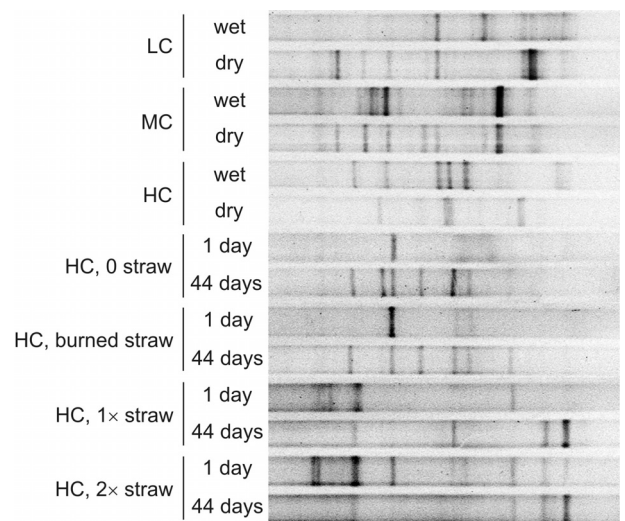 LC
wet
dry
MC
wet
dry
HC
wet
dry
HC, 0 straw
1 day
44 days
HC, burned straw
1 day
44 days
HC, 1× straw
1 day
44 days
HC, 2× straw
1 day
44 days